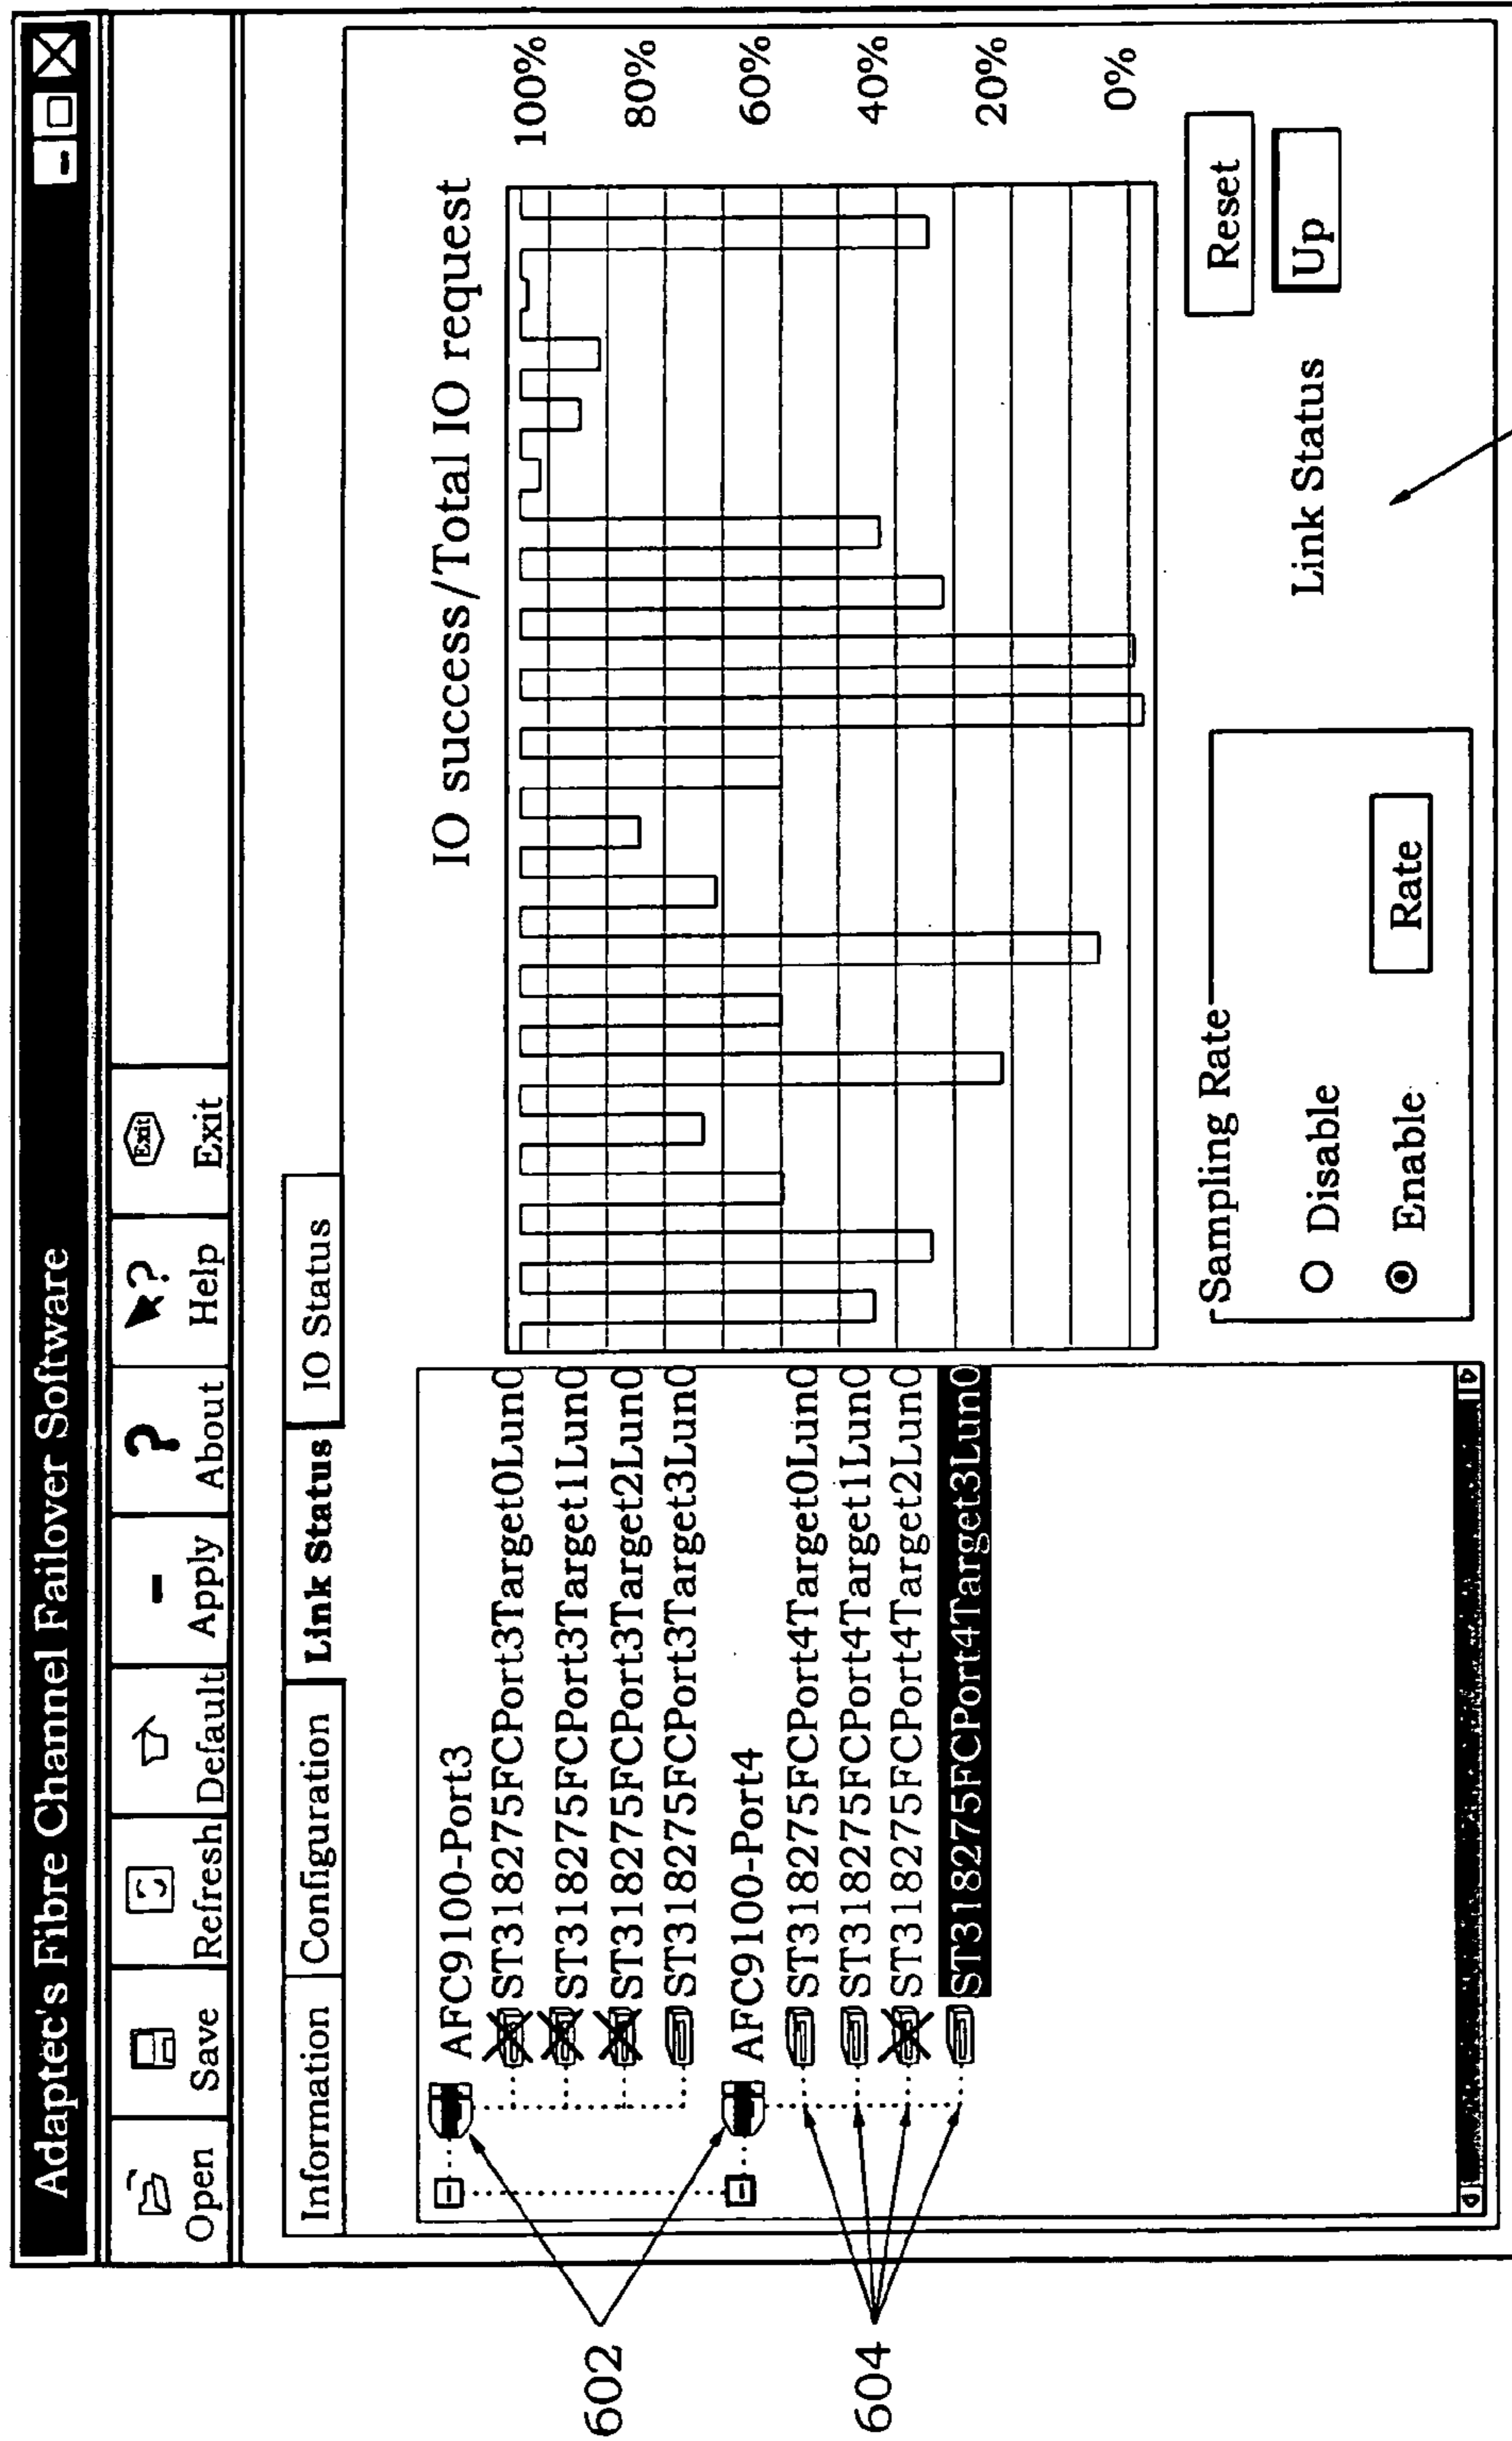 Adaptec's Fibre Channel Failover Software
Open
Save
Refresh
Default
Apply
About
Help
Exit
Exit
Information
Configuration
Link Status
IO Status
AFC9100-Port3
ST318275FCPort3Target0Lun0
ST318275FCPort3Target1Lun0
ST318275FCPort3Target2Lun0
ST318275FCPort3Target3Lun0
AFC9100-Port4
ST318275FCPort4Target0Lun0
ST318275FCPort4Target1Lun0
ST318275FCPort4Target2Lun0
ST318275FCPort4Target3Lun0
602
604
IO success/Total IO request
100%
80%
60%
40%
20%
0%
Sampling Rate
Disable
Enable
Rate
Reset
Link Status
Up